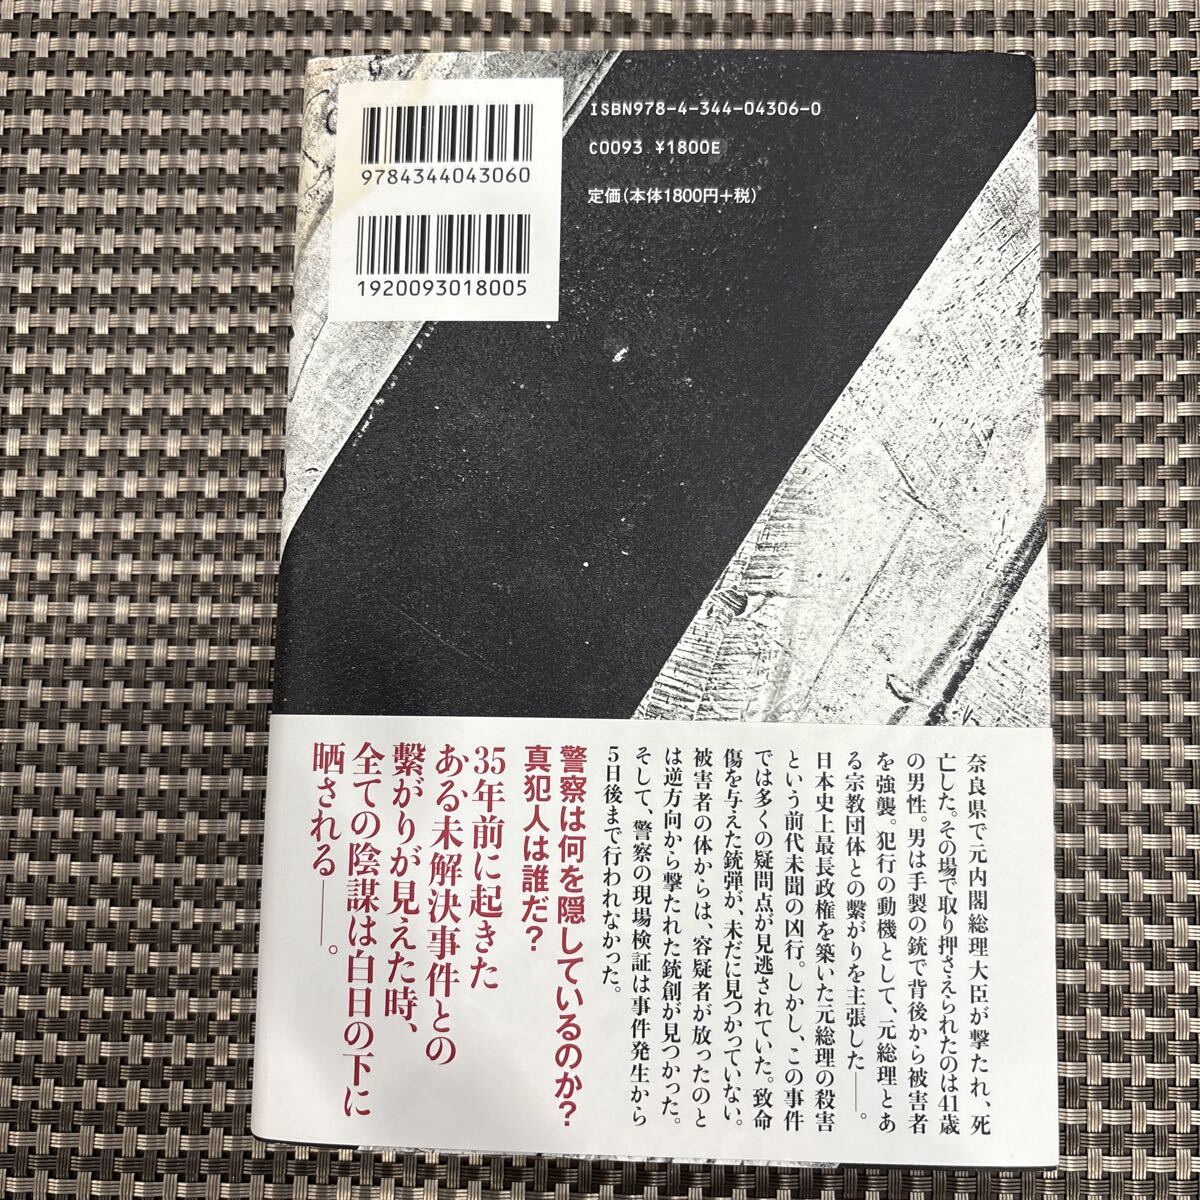 9784344043060
1920093018005
ISBN978-4-344-04306-0
C0093 ¥1800E
定価(本体1800円+税)
奈良県で元内閣総理大臣が撃たれ、死
亡した。その場で取り押さえられたのは41歳
の男性。男は手製の銃で背後から被害者
を強襲。犯行の動機として、元総理とあ
る宗教団体との繋がりを主張した――。
日本史上最長政権を築いた元総理の殺害
という前代未聞の凶行。しかし、この事件
では多くの疑問点が見逃されていた。致命
傷を与えた銃弾が、未だに見つかっていない。
被害者の体からは、容疑者が放ったのと
は逆方向から撃たれた銃創が見つかった。
そして、警察の現場検証は事件発生から
5日後まで行われなかった。
警察は何を隠しているのか?
真犯人は誰だ?
35年前に起きた
ある未解決事件との
繋がりが見えた時、
全ての陰謀は白日の下に
晒される――。